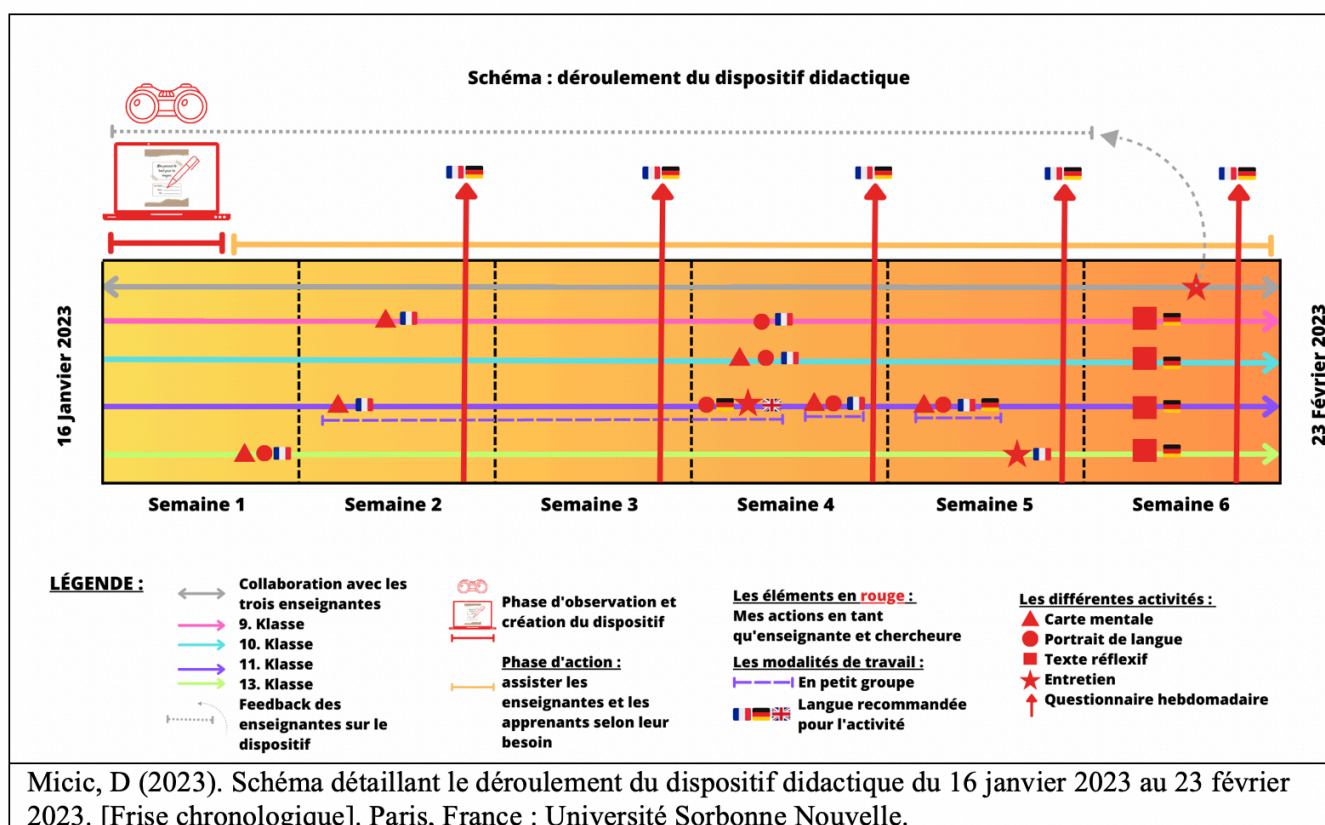 Schéma : déroulement du dispositif didactique
16 janvier 2023
23 Février 2023
Semaine 1
Semaine 2
Semaine 3
Semaine 4
Semaine 5
Semaine 6
LÉGENDE :
Collaboration avec les
trois enseignantes
9. Klasse
10. Klasse
11. Klasse
13. Klasse
Feedback des
enseignantes sur le
dispositif
Phase d'observation et
création du dispositif
Phase d'action :
assister les
enseignantes et les
apprenants selon leur
besoin
Les éléments en rouge :
Mes actions en tant
qu'enseignante et chercheure
Les modalités de travail :
En petit groupe
Langue recommandée
pour l'activité
Les différentes activités :
Carte mentale
Portrait de langue
Texte réflexif
Entretien
Questionnaire hebdomadaire
Micic, D (2023). Schéma détaillant le déroulement du dispositif didactique du 16 janvier 2023 au 23 février
2023. [Frise chronologique]. Paris, France : Université Sorbonne Nouvelle.